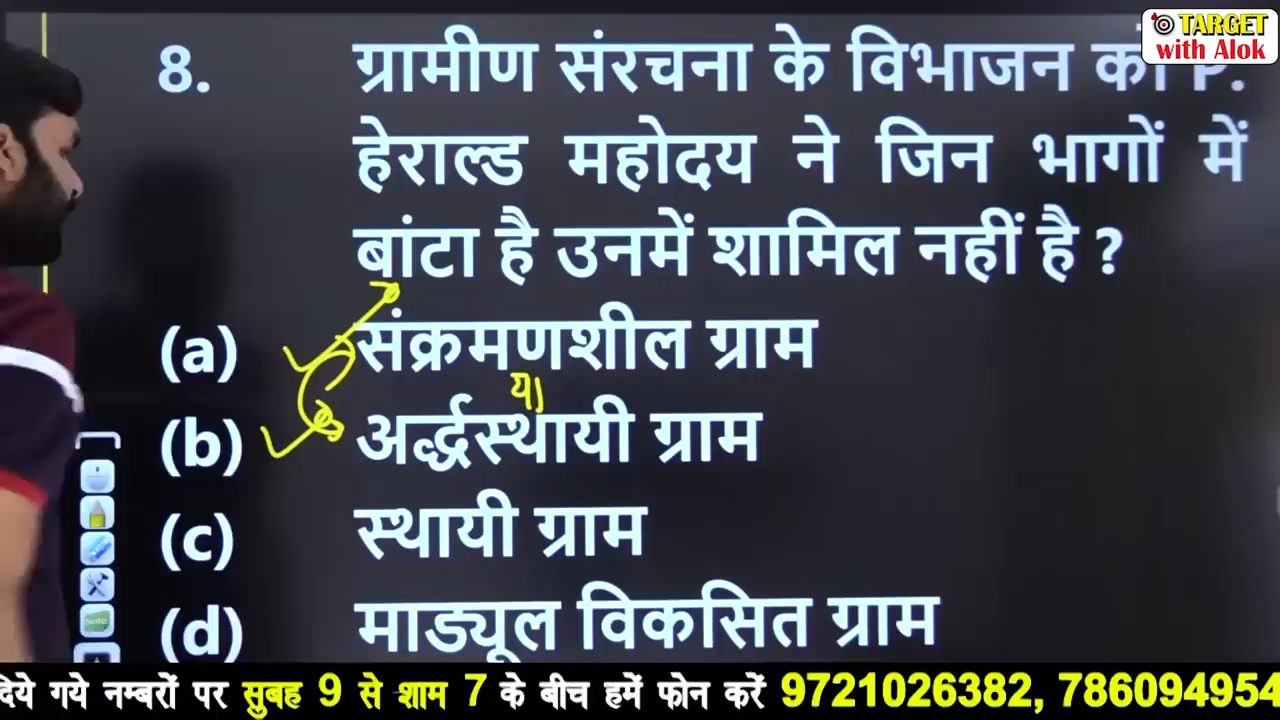 TARGET
with Alok
8. ग्रामीण संरचना के विभाजन को P.
हेराल्ड महोदय ने जिन भागों में
बांटा है उनमें शामिल नहीं है ?
(a) संक्रमणशील ग्राम
या
(b) अर्द्धस्थायी ग्राम
(c) स्थायी ग्राम
(d) माड्यूल विकसित ग्राम
दिये गये नम्बरों पर सुबह 9 से शाम 7 के बीच हमें फोन करें 9721026382, 786094954